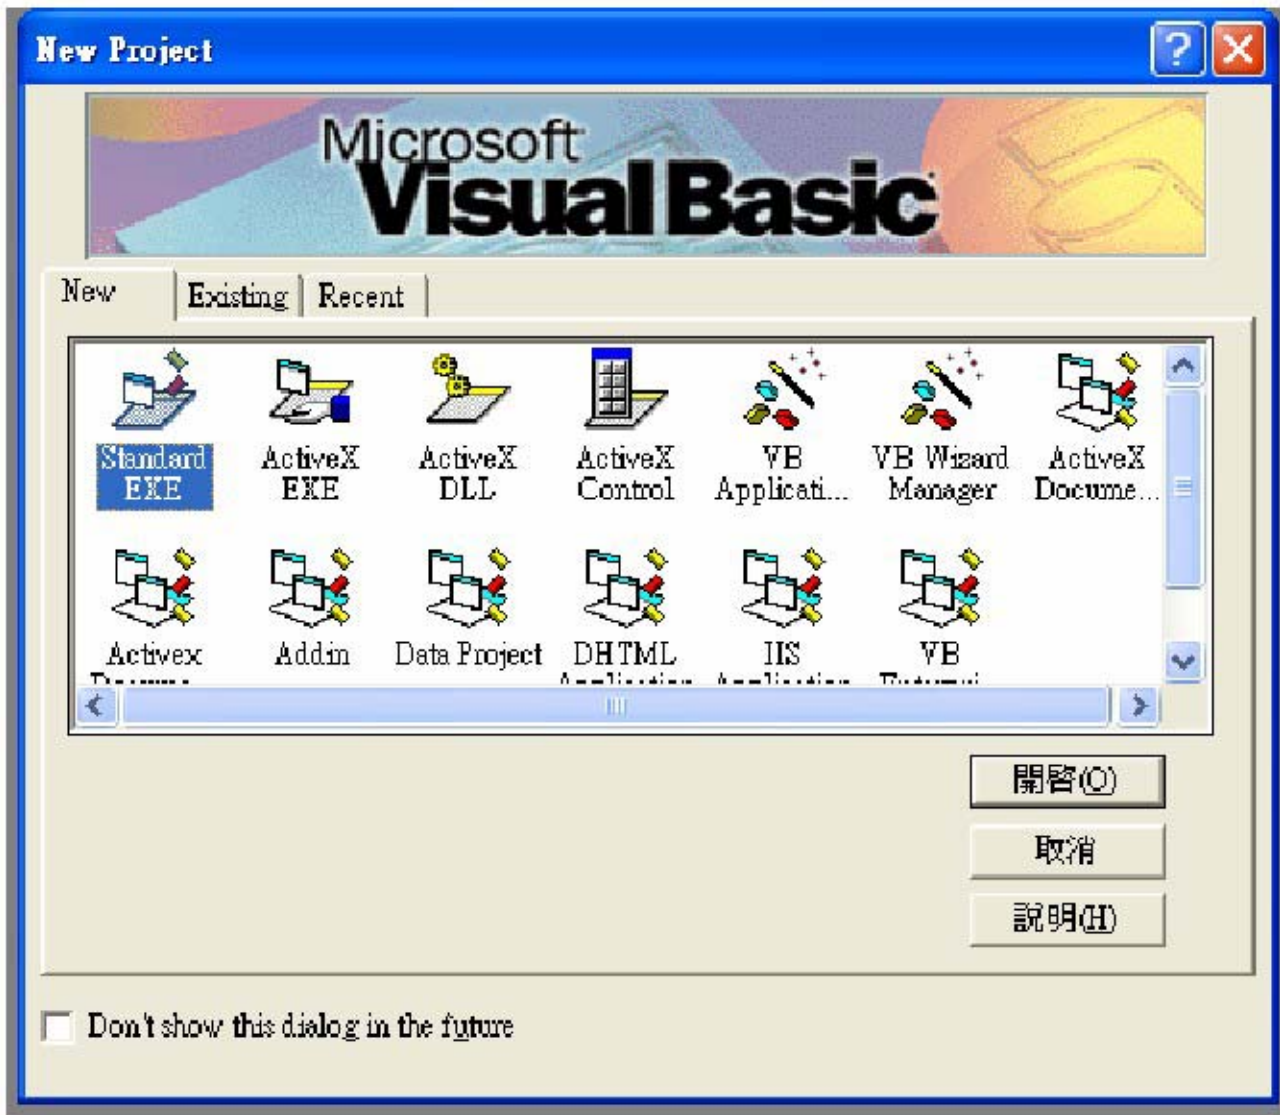 New Project
Microsoft
Visual Basic
New Existing Recent
Standard EXE
ActiveX EXE
ActiveX DLL
ActiveX Control
VB Applicati...
VB Wizard Manager
ActiveX Docume...
Activex
Addin
Data Project
DHTML
IIS
VB
開啓(O)
取消
說明(H)
Don't show this dialog in the future